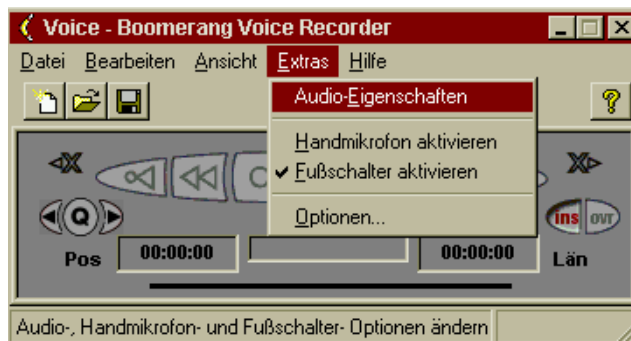 Voice - Boomerang Voice Recorder
Datei Bearbeiten Ansicht Extras Hilfe
Audio-Eigenschaften
Handmikrofon aktivieren
Fußschalter aktivieren
Optionen...
?
X X
Q
ins ovr
Pos 00:00:00 00:00:00 Län
Audio-, Handmikrofon- und Fußschalter- Optionen ändern